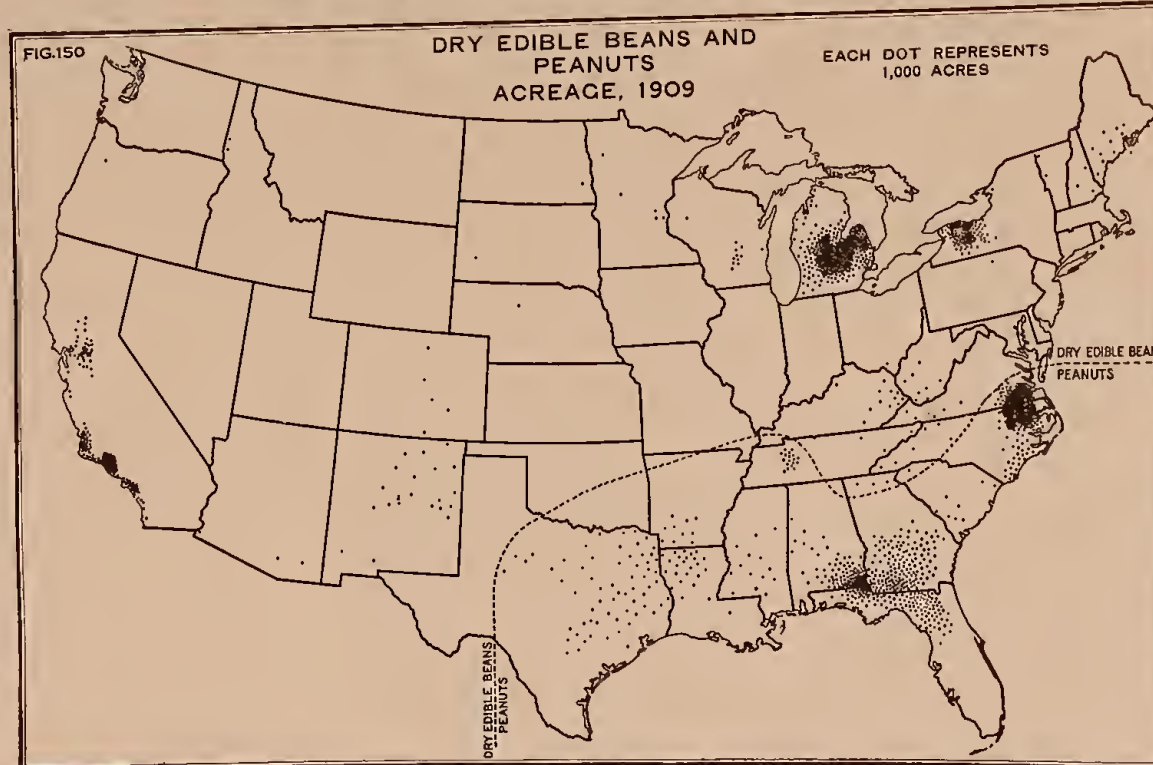 FIG.150
DRY EDIBLE BEANS AND
PEANUTS
ACREAGE, 1909
EACH DOT REPRESENTS
1,000 ACRES
DRY EDIBLE BEAN
PEANUTS
DRY EDIBLE BEANS
PEANUTS